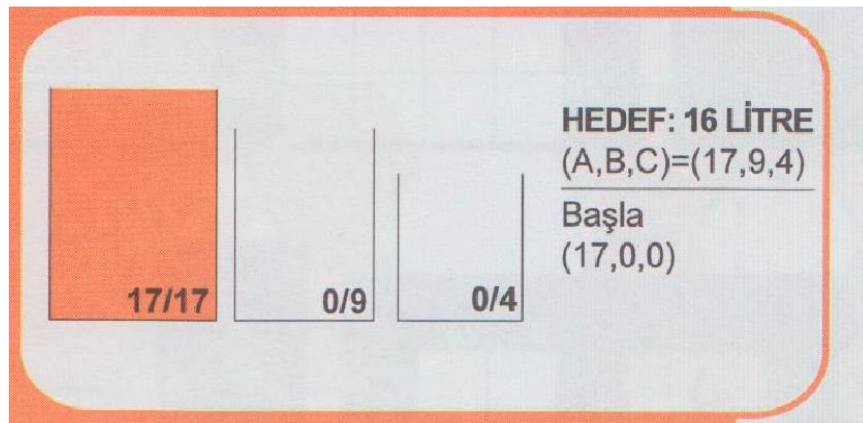 17/17
0/9
0/4
HEDEF: 16 LİTRE
(A,B,C)=(17,9,4)
Başla
(17,0,0)